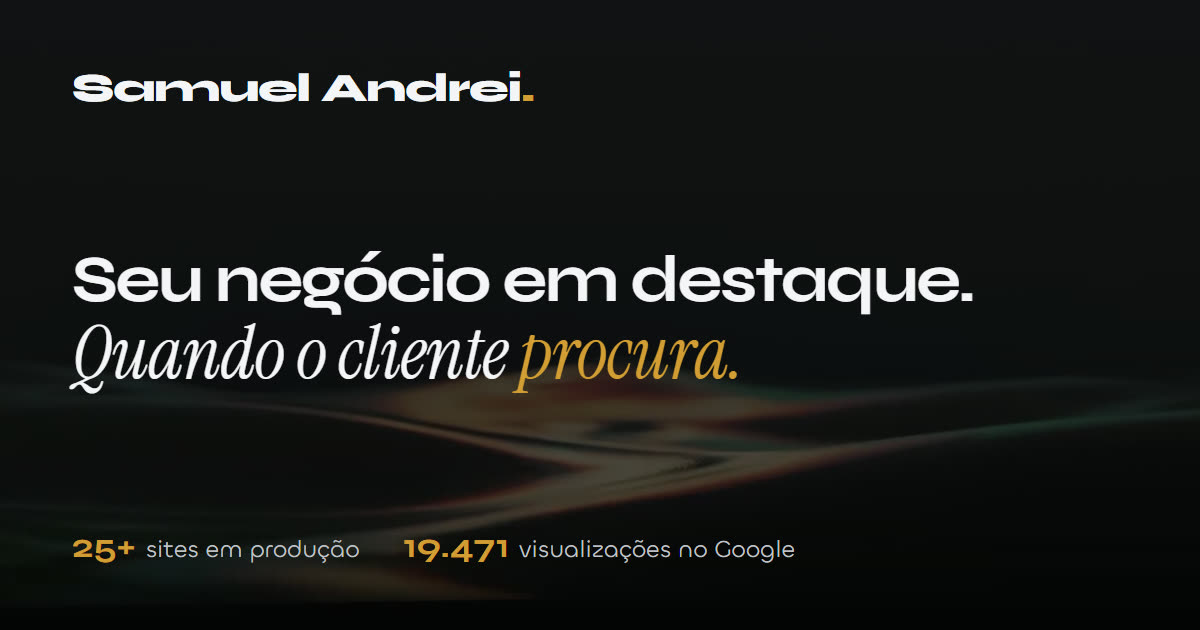 Samuel Andrei.
Seu negócio em destaque.
Quando o cliente procura.
25+ sites em produção 19.471 visualizações no Google